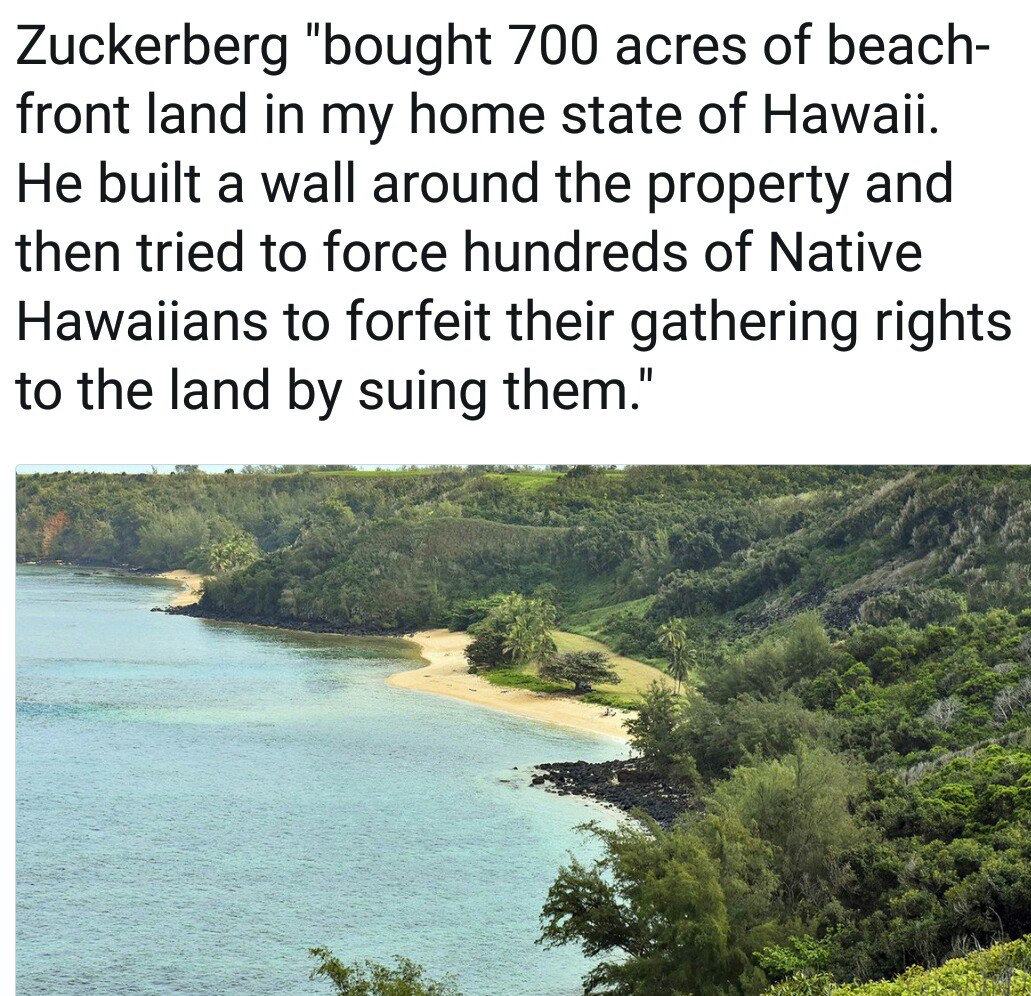 Zuckerberg "bought 700 acres of beach-
front land in my home state of Hawaii.
He built a wall around the property and
then tried to force hundreds of Native
Hawaiians to forfeit their gathering rights
to the land by suing them."